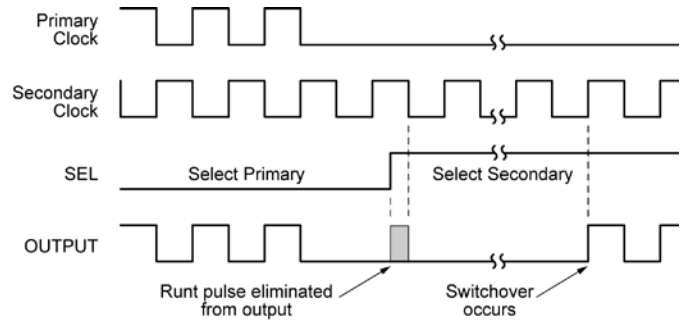 Primary
Clock
Secondary
Clock
SEL
Select Primary
Select Secondary
OUTPUT
Runt pulse eliminated
from output
Switchover
occurs